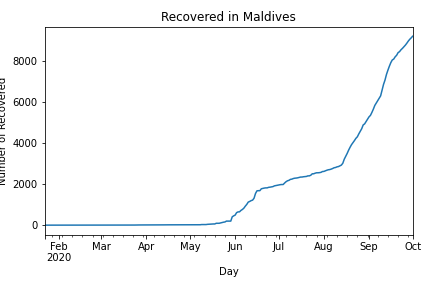 Recovered in Maldives
Number of Recovered
8000
6000
4000
2000
0
Feb Mar Apr May Jun Jul Aug Sep Oct
2020
Day